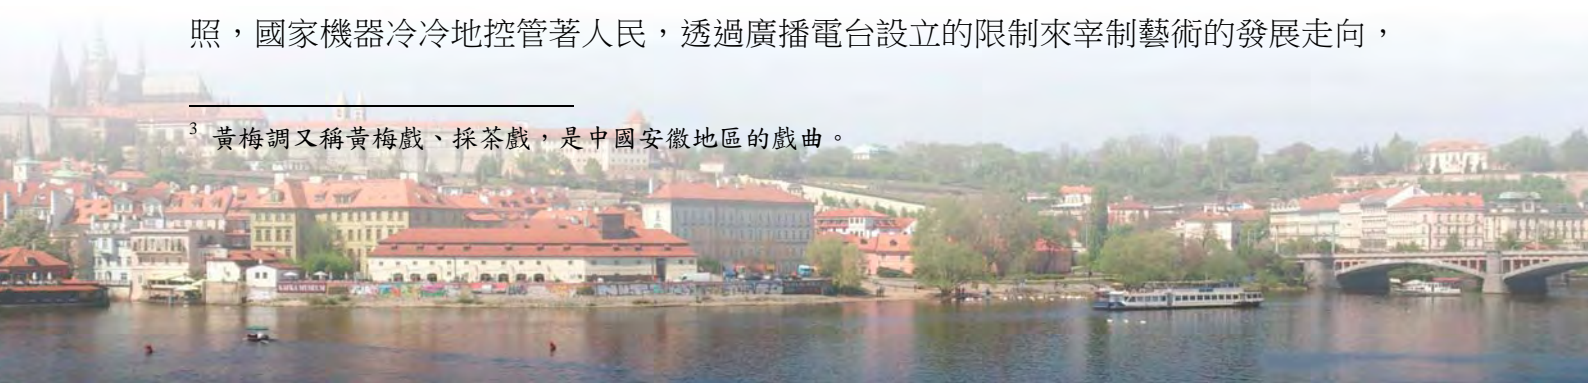 照，國家機器冷冷地控管著人民，透過廣播電台設立的限制來宰制藝術的發展走向，
3 黃梅調又稱黃梅戲、採茶戲，是中國安徽地區的戲曲。
KAFKA MUSEUM